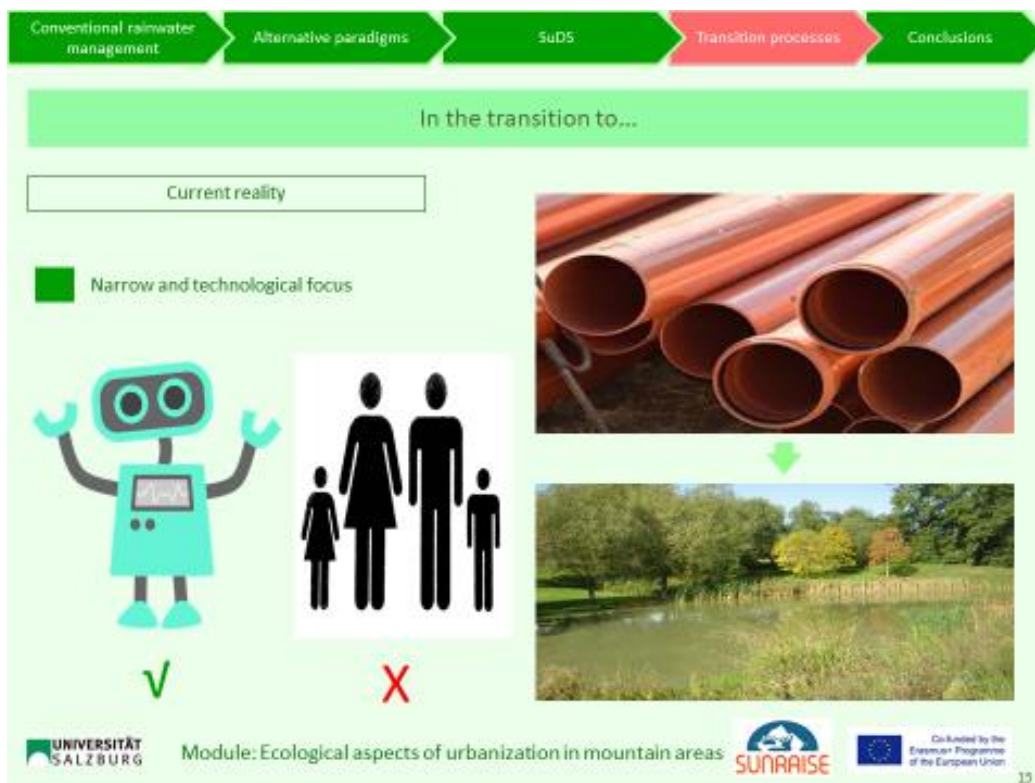 Conventional rainwater
management
Alternative paradigms
SuDS
Transition processes
Conclusions
In the transition to...
Current reality
Narrow and technological focus
√
X
UNIVERSITÄT
SALZBURG
Module: Ecological aspects of urbanization in mountain areas
SUNRAISE
Co-funded by the
Erasmus+ Programme
of the European Union